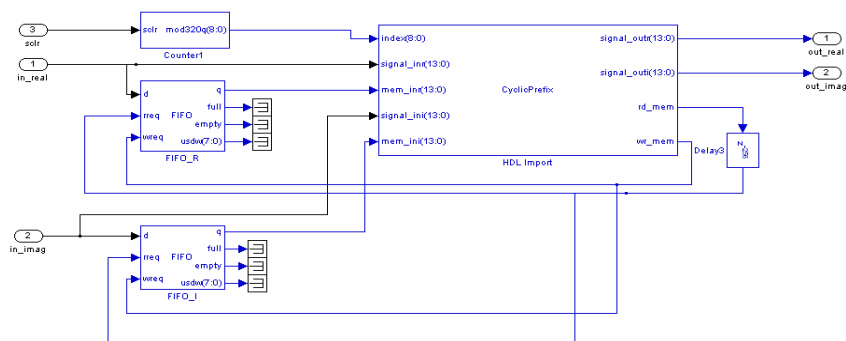 3
sclr
sclr mod320q(8:0)
Counter1
1
in_real
d
rreq
wreq
FIFO
q
full
empty
usdw(7:0)
FIFO_R
index(8:0)
signal_inr(13:0)
mem_inr(13:0)
signal_ini(13:0)
mem_ini(13:0)
CyclicPrefix
signal_outr(13:0)
signal_outi(13:0)
rd_mem
wr_mem
HDL Import
1
out_real
2
out_imag
Delay3
2
in_imag
d
rreq
wreq
FIFO
q
full
empty
usdw(7:0)
FIFO_I